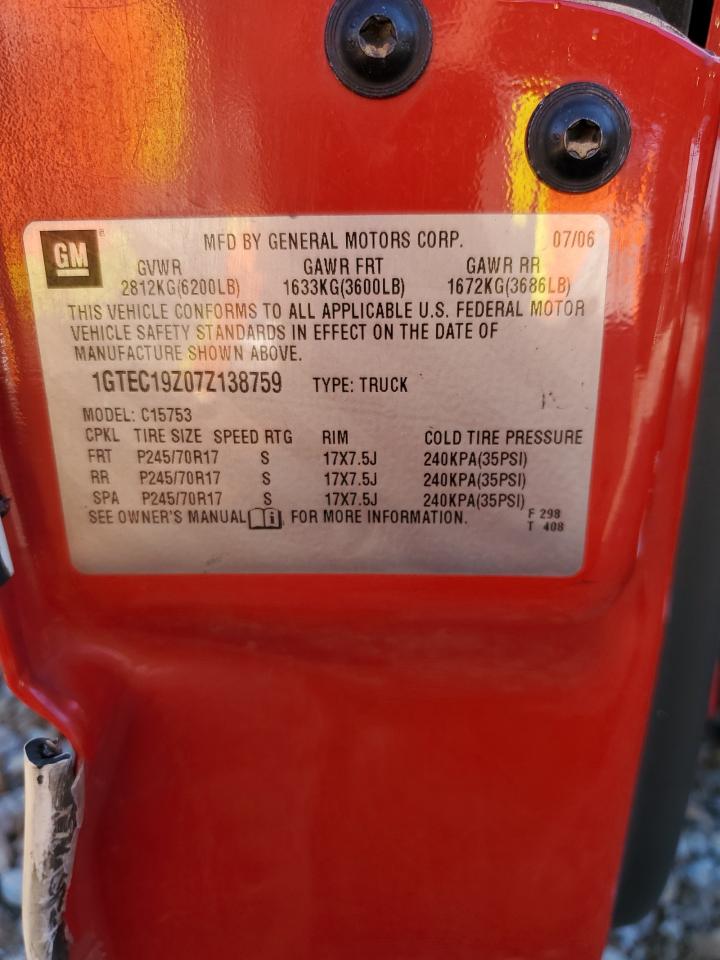 GM ® MFD BY GENERAL MOTORS CORP. 07/06
GVWR GAWR FRT GAWR RR
2812KG(6200LB) 1633KG(3600LB) 1672KG(3686LB)
THIS VEHICLE CONFORMS TO ALL APPLICABLE U.S. FEDERAL MOTOR
VEHICLE SAFETY STANDARDS IN EFFECT ON THE DATE OF
MANUFACTURE SHOWN ABOVE.
1GTEC19Z07Z138759 TYPE: TRUCK
MODEL: C15753
CPKL TIRE SIZE SPEED RTG RIM COLD TIRE PRESSURE
FRT P245/70R17 S 17X7.5J 240KPA(35PSI)
RR P245/70R17 S 17X7.5J 240KPA(35PSI)
SPA P245/70R17 S 17X7.5J 240KPA(35PSI)
SEE OWNER'S MANUAL FOR MORE INFORMATION. F 298
T 408